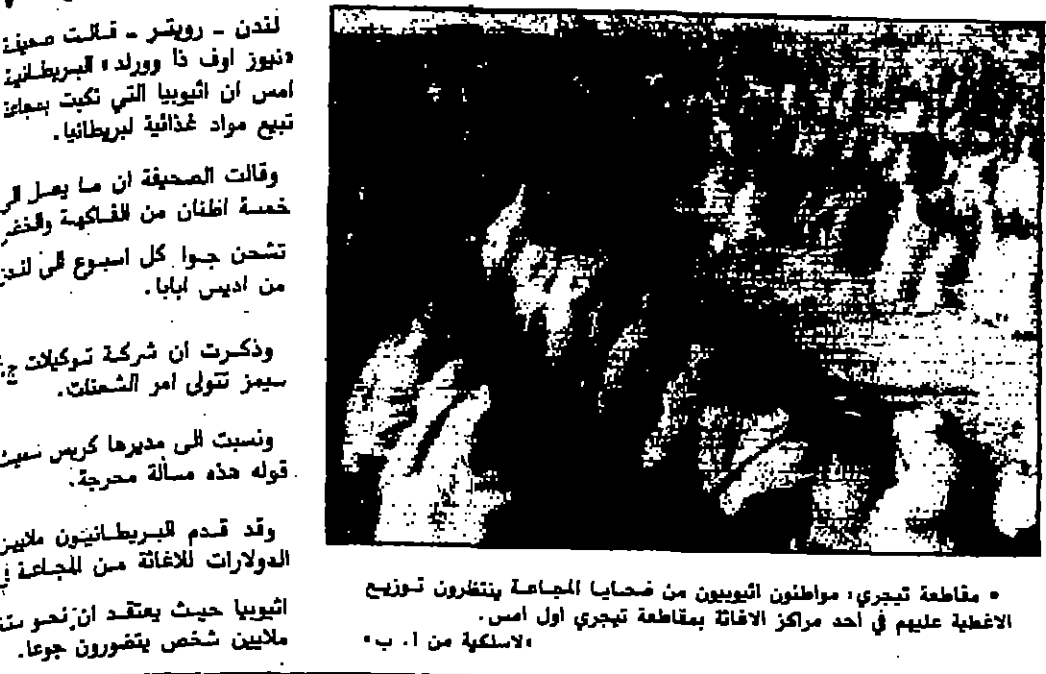 لندن - رويتر - قالت صحيفة
«نيوز اوف ذا وورلد» البريطانية
امس ان اثيوبيا التي نكبت بمجاعة
تبيع مواد غذائية لبريطانيا.
وقالت الصحيفة ان ما يصل الى
خمسة اطنان من الفاكهة والخضر
تشحن جوا كل اسبوع الى لندن
من اديس ابابا.
وذكرت ان شركة توكيلات
سيمز تتولى امر الشحنات.
ونسبت الى مديرها كريس
قوله هذه مسألة محرجة.
وقد قدم البريطانيون ملايين
الدولارات للاغاثة من المجاعة في
اثيوبيا حيث يعتقد ان نحو ستة
ملايين شخص يتضورون جوعا.
• مقاطعة تيجري: مواطنون اثيوبيون من ضحايا المجاعة ينتظرون توزيع
الاغطية عليهم في احد مراكز الاغاثة بمقاطعة تيجري اول امس.
«لاسلكية من ا. ب»